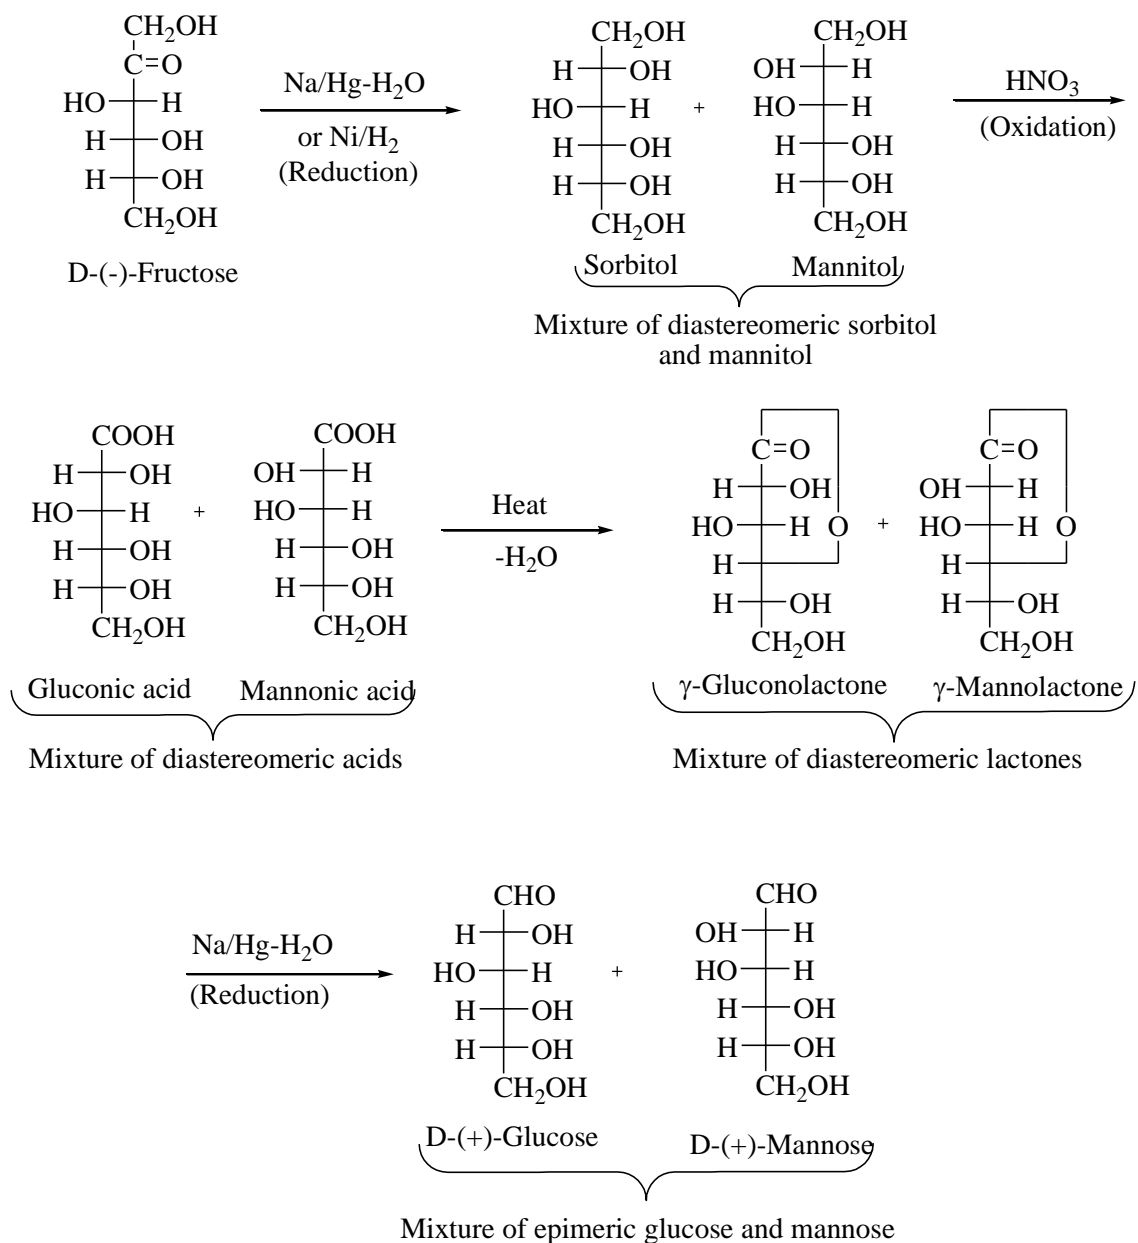 CH₂OH
C=O
HO H
H OH
H OH
CH₂OH
D-(-)-Fructose
Na/Hg-H₂O
or Ni/H₂
(Reduction)
CH₂OH
H OH
HO H
H OH
H OH
CH₂OH
Sorbitol
+
CH₂OH
OH H
HO H
H OH
H OH
CH₂OH
Mannitol
Mixture of diastereomeric sorbitol
and mannitol
HNO₃
(Oxidation)
COOH
H OH
HO H
H OH
H OH
CH₂OH
Gluconic acid
+
COOH
OH H
HO H
H OH
H OH
CH₂OH
Mannonic acid
Mixture of diastereomeric acids
Heat
-H₂O
C=O
H OH
HO H O
H
H OH
CH₂OH
γ-Gluconolactone
+
C=O
OH H
HO H O
H
H OH
CH₂OH
γ-Mannolactone
Mixture of diastereomeric lactones
Na/Hg-H₂O
(Reduction)
CHO
H OH
HO H
H OH
H OH
CH₂OH
D-(+)-Glucose
+
CHO
OH H
HO H
H OH
H OH
CH₂OH
D-(+)-Mannose
Mixture of epimeric glucose and mannose